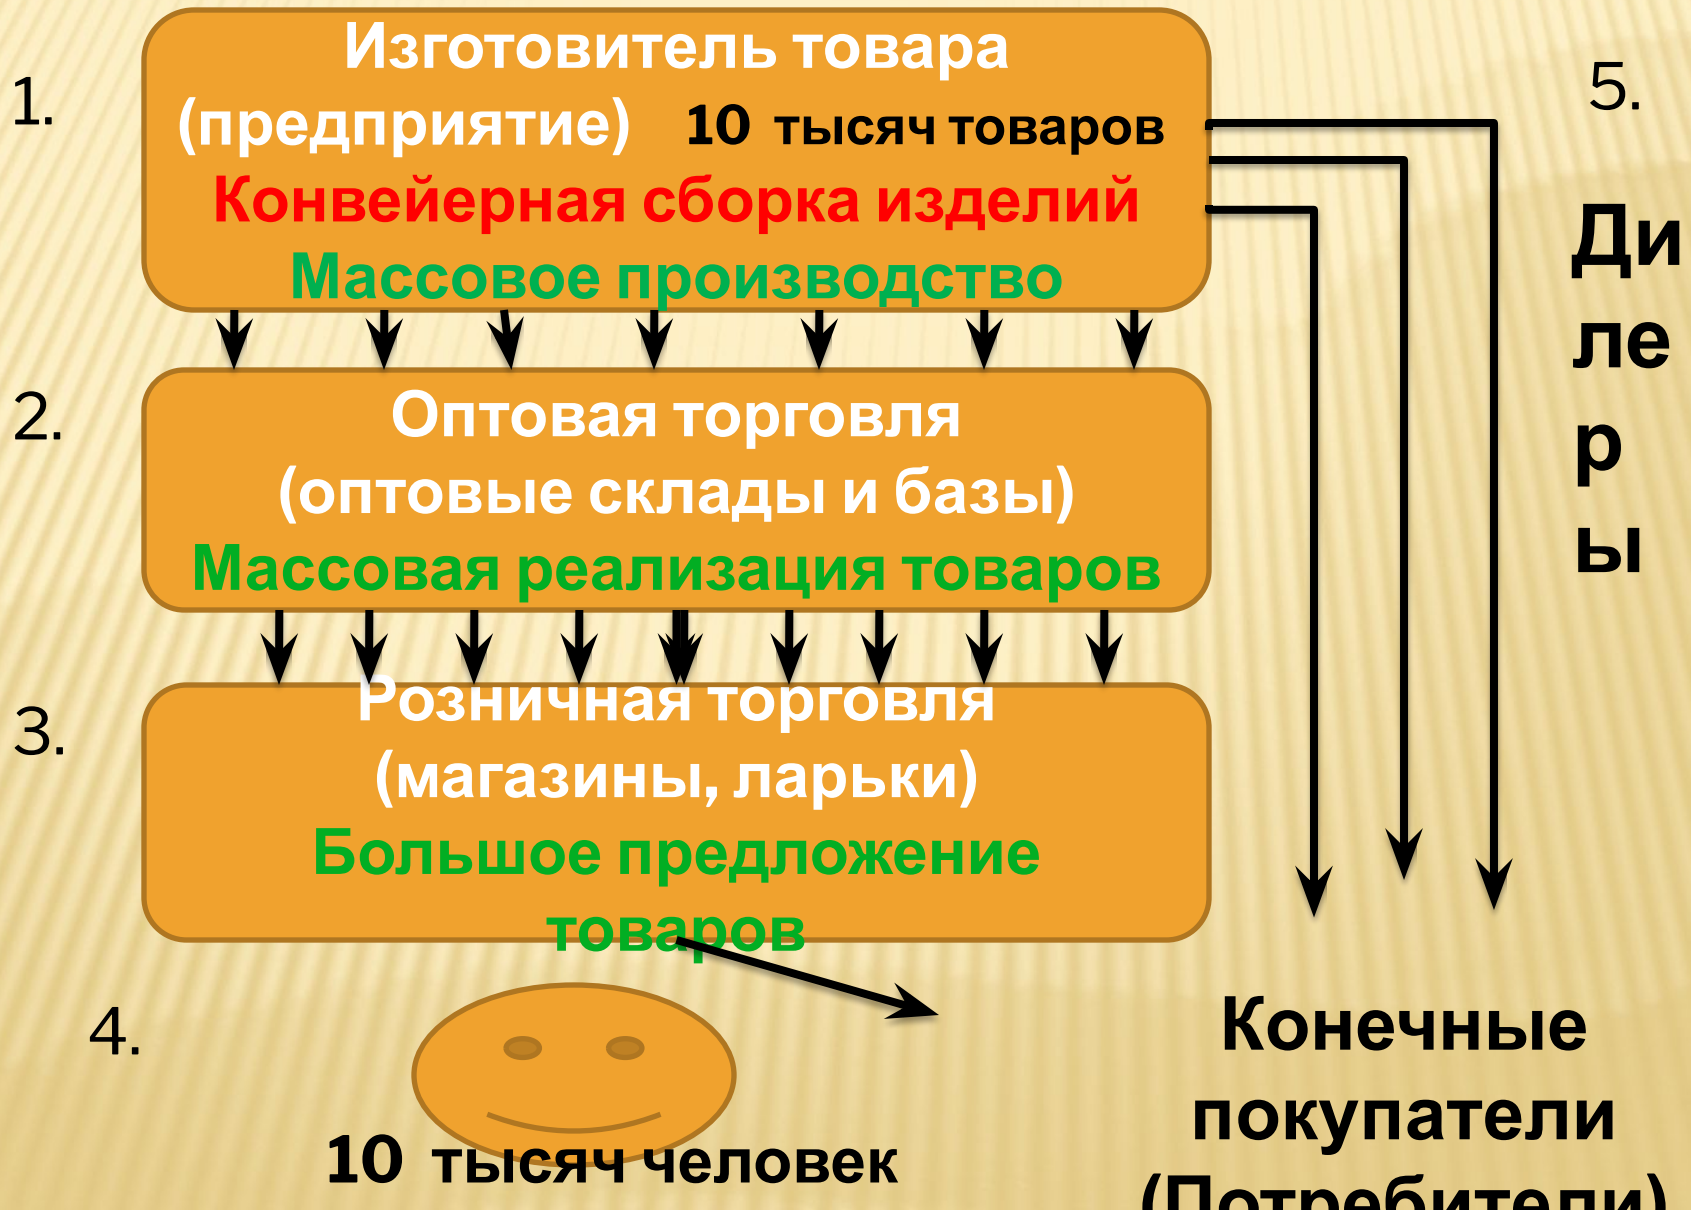 1.
Изготовитель товара
(предприятие) 10 тысяч товаров
Конвейерная сборка изделий
Массовое производство
2.
Оптовая торговля
(оптовые склады и базы)
Массовая реализация товаров
3.
Розничная торговля
(магазины, ларьки)
Большое предложение
товаров
4.
10 тысяч человек
5.
Ди
ле
р
ы
Конечные
покупатели
(Потребители)